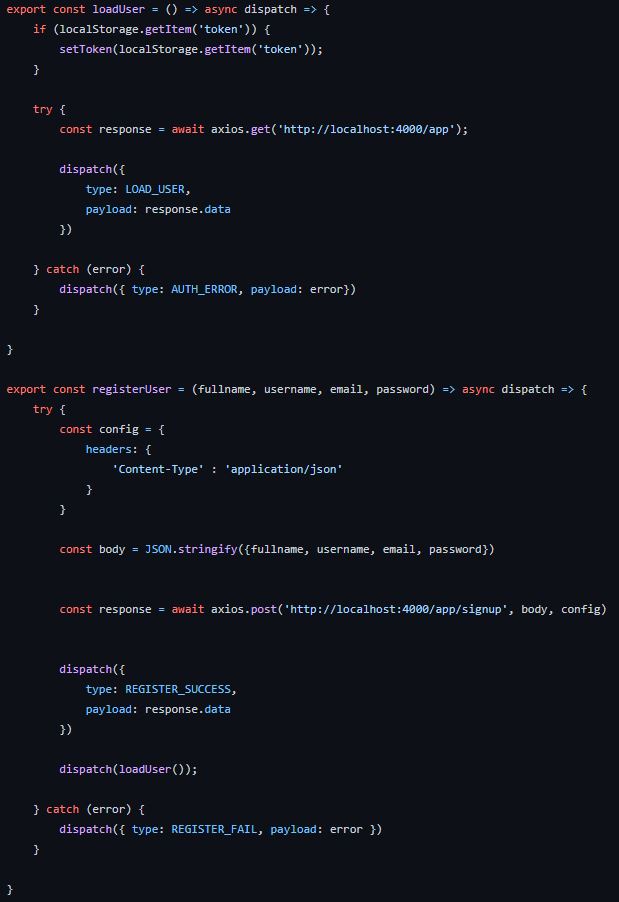 export const loadUser = () => async dispatch => {
    if (localStorage.getItem('token')) {
        setToken(localStorage.getItem('token'));
    }

    try {
        const response = await axios.get('http://localhost:4000/app');

        dispatch({
            type: LOAD_USER,
            payload: response.data
        })

    } catch (error) {
        dispatch({ type: AUTH_ERROR, payload: error})
    }

}

export const registerUser = (fullname, username, email, password) => async dispatch => {
    try {
        const config = {
            headers: {
                'Content-Type' : 'application/json'
            }
        }

        const body = JSON.stringify({fullname, username, email, password})


        const response = await axios.post('http://localhost:4000/app/signup', body, config)


        dispatch({
            type: REGISTER_SUCCESS,
            payload: response.data
        })

        dispatch(loadUser());

    } catch (error) {
        dispatch({ type: REGISTER_FAIL, payload: error })
    }

}